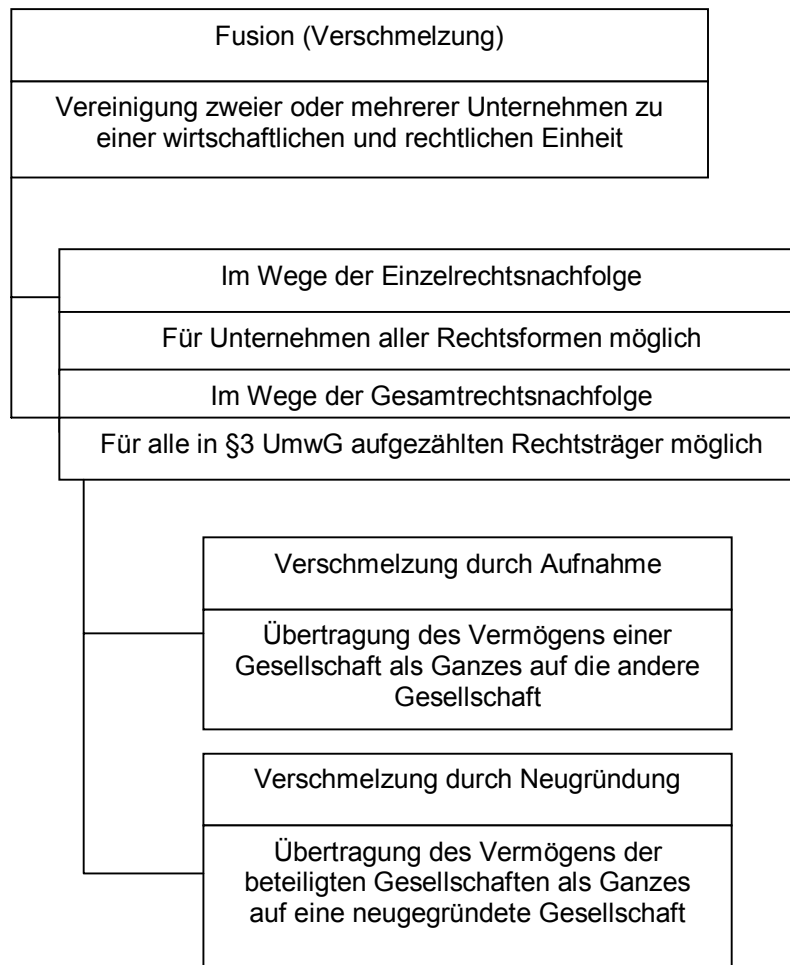 Fusion (Verschmelzung)
Vereinigung zweier oder mehrerer Unternehmen zu
einer wirtschaftlichen und rechtlichen Einheit
Im Wege der Einzelrechtsnachfolge
Für Unternehmen aller Rechtsformen möglich
Im Wege der Gesamtrechtsnachfolge
Für alle in §3 UmwG aufgezählten Rechtsträger möglich
Verschmelzung durch Aufnahme
Übertragung des Vermögens einer
Gesellschaft als Ganzes auf die andere
Gesellschaft
Verschmelzung durch Neugründung
Übertragung des Vermögens der
beteiligten Gesellschaften als Ganzes
auf eine neugegründete Gesellschaft